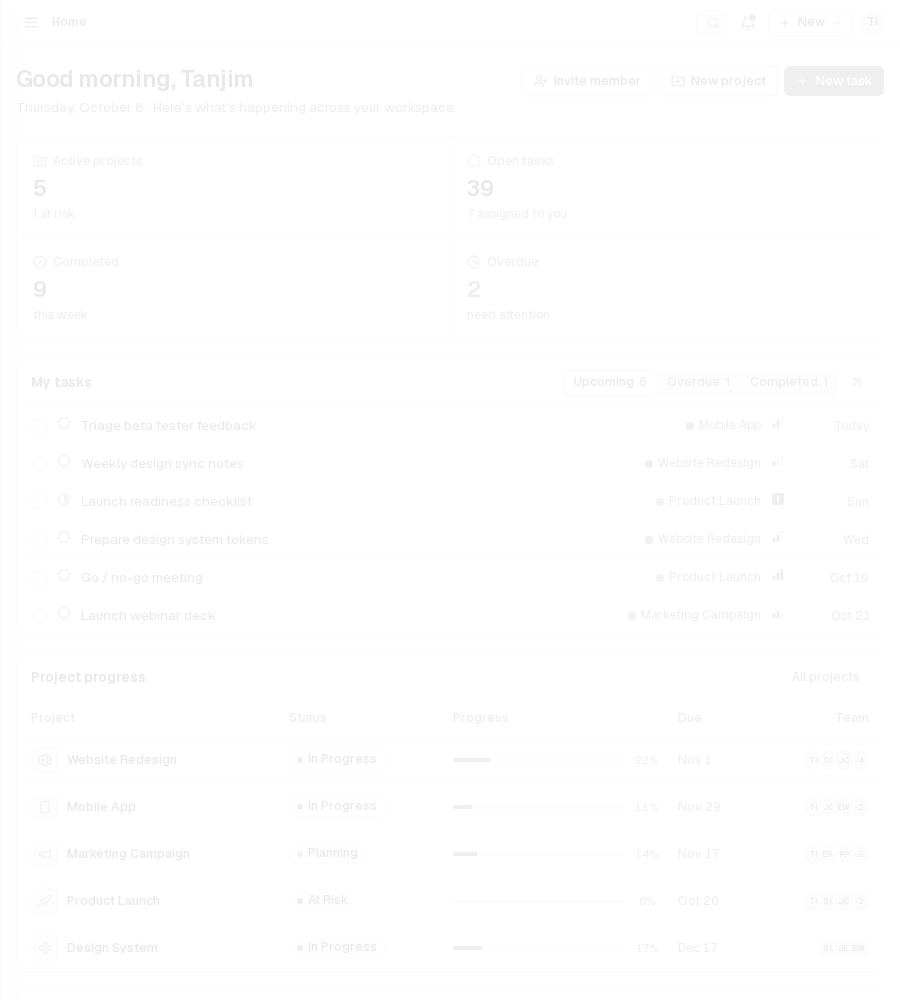 Home
New
TI
Good morning, Tanjim
Invite member
New project
New task
Thursday, October 8 · Here's what's happening across your workspace.
Active projects
5
1 at risk
Open tasks
39
7 assigned to you
Completed
9
this week
Overdue
2
need attention
My tasks
Upcoming 6
Overdue 1
Completed 1
Triage beta tester feedback Mobile App Today
Weekly design sync notes Website Redesign Sat
Launch readiness checklist Product Launch Sun
Prepare design system tokens Website Redesign Wed
Go / no-go meeting Product Launch Oct 19
Launch webinar deck Marketing Campaign Oct 23
Project progress
All projects
Project Status Progress Due Team
Website Redesign In Progress 22% Nov 1 TI
Mobile App In Progress 11% Nov 29 EW
Marketing Campaign Planning 14% Nov 17 TI
Product Launch At Risk 0% Oct 20 TI
Design System In Progress 17% Dec 17 EW